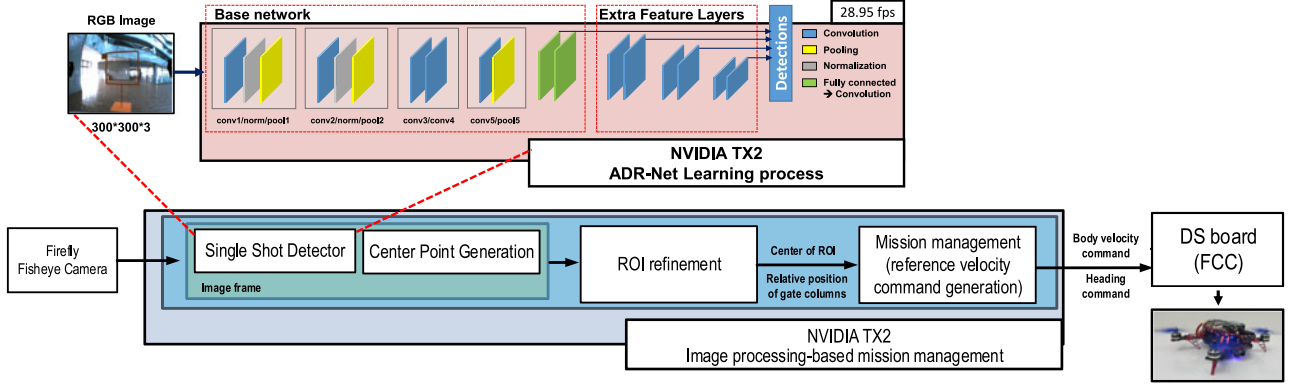 RGB Image
300*300*3
Base network
Extra Feature Layers
28.95 fps
conv1/norm/pool1
conv2/norm/pool2
conv3/conv4
conv5/pool5
Detections
Convolution
Pooling
Normalization
Fully connected
➔ Convolution
NVIDIA TX2
ADR-Net Learning process
Firefly
Fisheye Camera
Single Shot Detector
Center Point Generation
Image frame
ROI refinement
Center of ROI
Relative position
of gate columns
Mission management
(reference velocity
command generation)
Body velocity
command
Heading
command
DS board
(FCC)
NVIDIA TX2
Image processing-based mission management